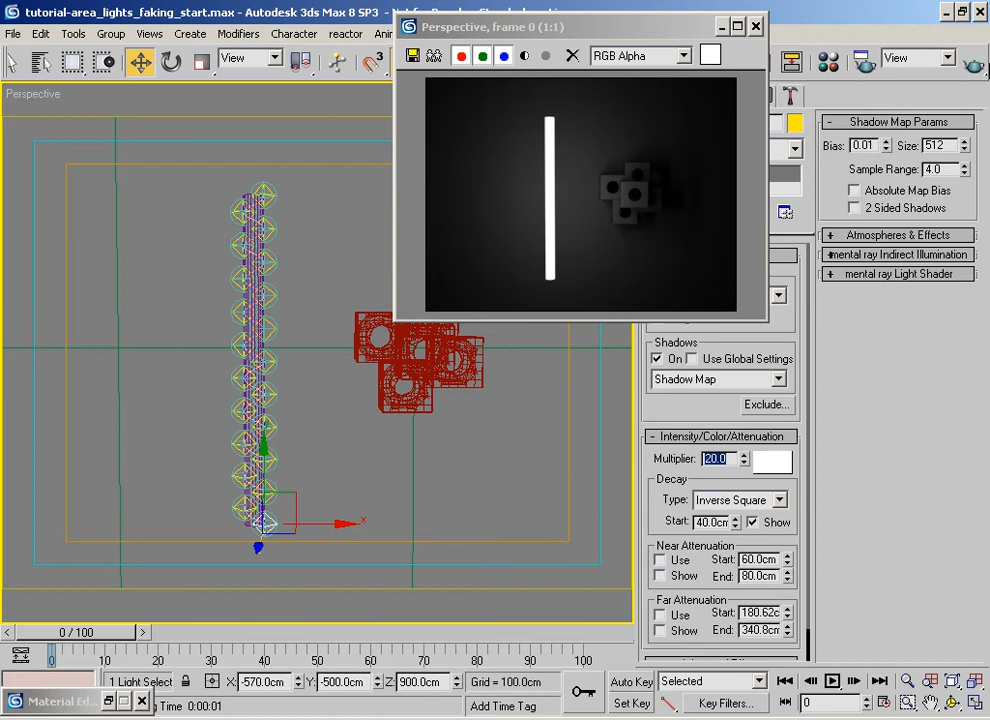 tutorial-area_lights_faking_start.max - Autodesk 3ds Max 8 SP3 - Not for
File Edit Tools Group Views Create Modifiers Character reactor
Perspective, frame 0 (1:1)
View
View
RGB Alpha
Perspective
Shadow Map Params
Bias: 0.01 Size: 512
Sample Range: 4.0
Absolute Map Bias
2 Sided Shadows
+ Atmospheres & Effects
mental ray Indirect Illumination
+ mental ray Light Shader
Shadows
On Use Global Settings
Shadow Map
Exclude...
- Intensity/Color/Attenuation
Multiplier: 20.0
Decay
Type: Inverse Square
Start: 40.0cm Show
Near Attenuation
Use Start: 60.0cm
Show End: 80.0cm
Far Attenuation
Use Start: 180.62c
Show End: 340.8cm
x
< 0 / 100 >
0 10 20 30 40 50 60 70 80 90 100
1 Light Select X: -570.0cm Y: -500.0cm Z: 900.0cm Grid = 100.0cm Auto Key Selected
Material Ed... g Time 0:00:01 Add Time Tag Set Key Key Filters... 0